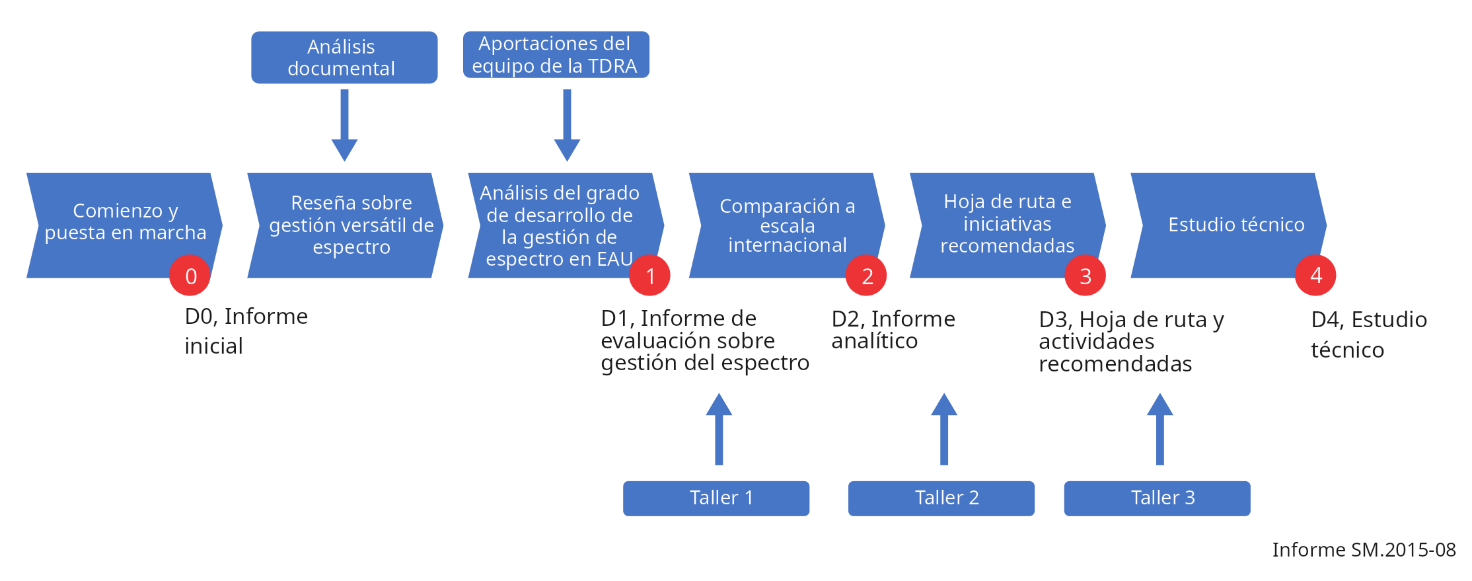 Análisis
documental
Aportaciones del
equipo de la TDRA
Comienzo y
puesta en marcha
0
Reseña sobre
gestión versátil de
espectro
Análisis del grado
de desarrollo de
la gestión de
espectro en EAU
1
Comparación a
escala
internacional
2
Hoja de ruta e
iniciativas
recomendadas
3
Estudio técnico
4
D0, Informe
inicial
D1, Informe de
evaluación sobre
gestión del espectro
D2, Informe
analítico
D3, Hoja de ruta y
actividades
recomendadas
D4, Estudio
técnico
Taller 1
Taller 2
Taller 3
Informe SM.2015-08